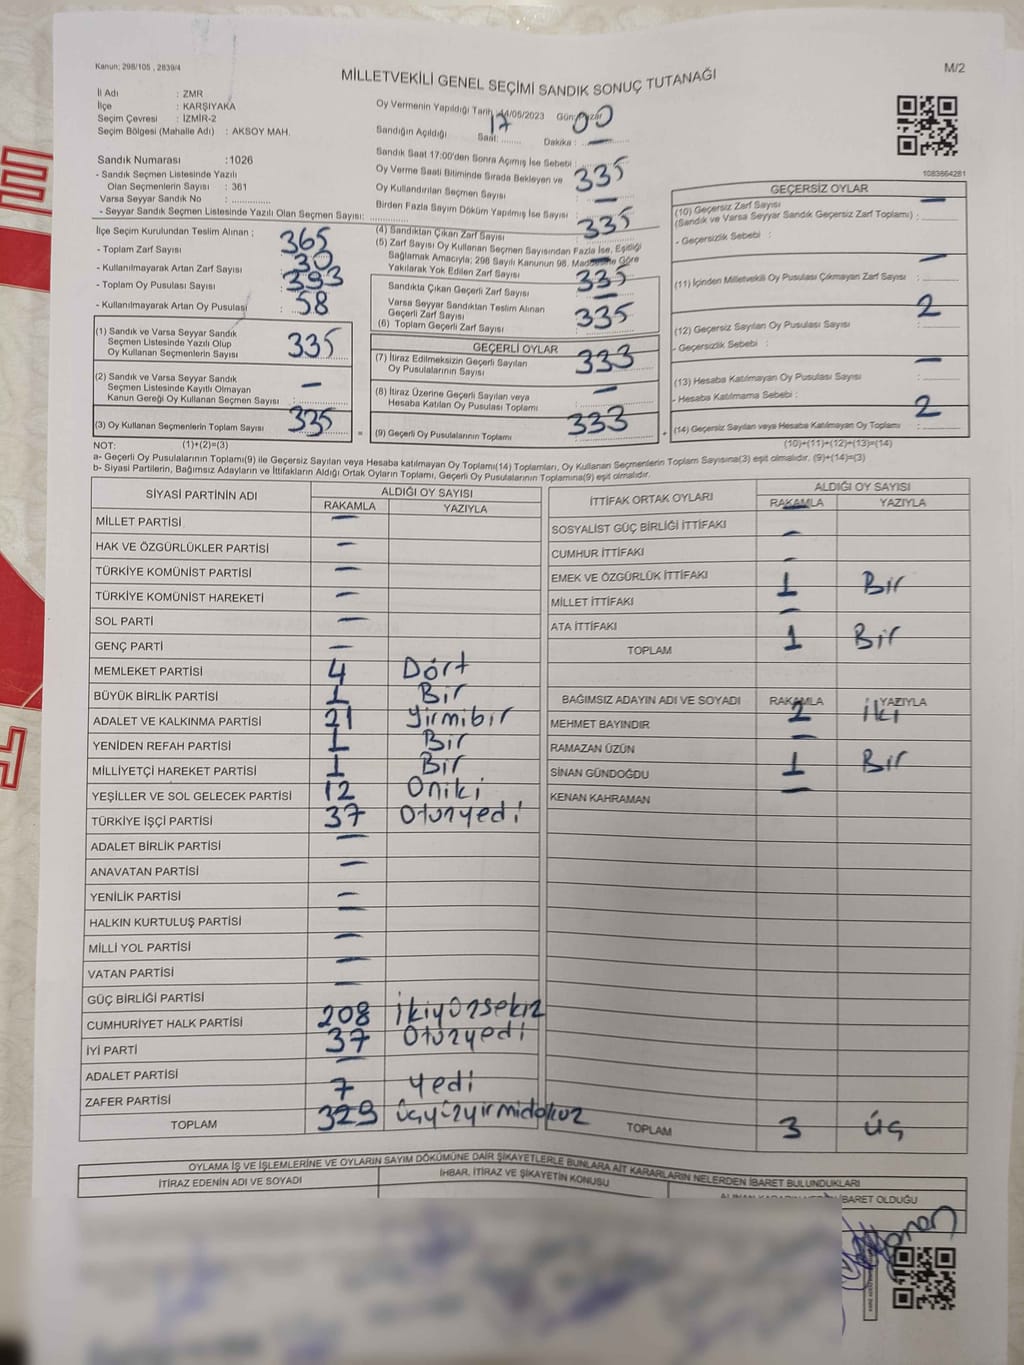 Kanun; 298/105 , 2839/4
MİLLETVEKİLİ GENEL SEÇİMİ SANDIK SONUÇ TUTANAĞI
M/2
İl Adı : ZMR
İlçe : KARŞIYAKA
Seçim Çevresi : İZMİR-2
Seçim Bölgesi (Mahalle Adı) : AKSOY MAH.
Oy Vermenin Yapıldığı Tarih :14/05/2023 Gün:Pazar
Sandığın Açıldığı Saat: 17 Dakika : 00
1083864281
Sandık Numarası :1026
- Sandık Seçmen Listesinde Yazılı
Olan Seçmenlerin Sayısı : 361
Varsa Seyyar Sandık No :
- Seyyar Sandık Seçmen Listesinde Yazılı Olan Seçmen Sayısı:
Sandık Saat 17:00'den Sonra Açımış İse Sebebi : —
Oy Verme Saati Bitiminde Sırada Bekleyen ve
Oy Kullandırılan Seçmen Sayısı 335
Birden Fazla Sayım Döküm Yapılmış İse Sayısı : —
İlçe Seçim Kurulundan Teslim Alınan ;
- Toplam Zarf Sayısı : 365
- Kullanılmayarak Artan Zarf Sayısı : 30
- Toplam Oy Pusulası Sayısı : 393
- Kullanılmayarak Artan Oy Pusulası : 58
(4) Sandıktan Çıkan Zarf Sayısı : 335
(5) Zarf Sayısı Oy Kullanan Seçmen Sayısından Fazla İse, Eşitliği
Sağlamak Amacıyla; 298 Sayılı Kanunun 98. Maddesine Göre
Yakılarak Yok Edilen Zarf Sayısı : —
Sandıkta Çıkan Geçerli Zarf Sayısı : 335
Varsa Seyyar Sandıktan Teslim Alınan
Geçerli Zarf Sayısı : —
(6) Toplam Geçerli Zarf Sayısı : 335
(1) Sandık ve Varsa Seyyar Sandık
Seçmen Listesinde Yazılı Olup
Oy Kullanan Seçmenlerin Sayısı : 335
(2) Sandık ve Varsa Seyyar Sandık
Seçmen Listesinde Kayıtlı Olmayan
Kanun Gereği Oy Kullanan Seçmen Sayısı : —
(3) Oy Kullanan Seçmenlerin Toplam Sayısı : 335
GEÇERLİ OYLAR
(7) İtiraz Edilmeksizin Geçerli Sayılan
Oy Pusulalarının Sayısı : 333
(8) İtiraz Üzerine Geçerli Sayılan veya
Hesaba Katılan Oy Pusulası Toplamı : —
= (9) Geçerli Oy Pusulalarının Toplamı : 333
GEÇERSİZ OYLAR
(10) Geçersiz Zarf Sayısı
(Sandık ve Varsa Seyyar Sandık Geçersiz Zarf Toplamı) : —
- Geçersizlik Sebebi :
(11) İçinden Milletvekili Oy Pusulası Çıkmayan Zarf Sayısı : —
(12) Geçersiz Sayılan Oy Pusulası Sayısı : 2
- Geçersizlik Sebebi :
(13) Hesaba Katılmayan Oy Pusulası Sayısı : —
- Hesaba Katılmama Sebebi :
+ (14) Geçersiz Sayılan veya Hesaba Katılmayan Oy Toplamı : 2
NOT: (1)+(2)=(3) (10)+(11)+(12)+(13)=(14)
a- Geçerli Oy Pusulalarının Toplamı(9) ile Geçersiz Sayılan veya Hesaba katılmayan Oy Toplamı(14) Toplamları, Oy Kullanan Seçmenlerin Toplam Sayısına(3) eşit olmalıdır. (9)+(14)=(3)
b- Siyasi Partilerin, Bağımsız Adayların ve İttifakların Aldığı Ortak Oyların Toplamı, Geçerli Oy Pusulalarının Toplamına(9) eşit olmalıdır.
SİYASİ PARTİNİN ADI ALDIĞI OY SAYISI
RAKAMLA YAZIYLA
MİLLET PARTİSİ —
HAK VE ÖZGÜRLÜKLER PARTİSİ —
TÜRKİYE KOMÜNİST PARTİSİ —
TÜRKİYE KOMÜNİST HAREKETİ —
SOL PARTİ —
GENÇ PARTİ —
MEMLEKET PARTİSİ 4 Dört
BÜYÜK BİRLİK PARTİSİ 1 Bir
ADALET VE KALKINMA PARTİSİ 21 Yirmibir
YENİDEN REFAH PARTİSİ 1 Bir
MİLLİYETÇİ HAREKET PARTİSİ 1 Bir
YEŞİLLER VE SOL GELECEK PARTİSİ 12 Oniki
TÜRKİYE İŞÇİ PARTİSİ 37 Otuzyedi
ADALET BİRLİK PARTİSİ —
ANAVATAN PARTİSİ —
YENİLİK PARTİSİ —
HALKIN KURTULUŞ PARTİSİ —
MİLLİ YOL PARTİSİ —
VATAN PARTİSİ —
GÜÇ BİRLİĞİ PARTİSİ —
CUMHURİYET HALK PARTİSİ 208 İkiyüzsekiz
İYİ PARTİ 37 Otuzyedi
ADALET PARTİSİ —
ZAFER PARTİSİ 7 Yedi
TOPLAM 329 Üçyüzyirmidokuz
İTTİFAK ORTAK OYLARI ALDIĞI OY SAYISI
RAKAMLA YAZIYLA
SOSYALİST GÜÇ BİRLİĞİ İTTİFAKI —
CUMHUR İTTİFAKI —
EMEK VE ÖZGÜRLÜK İTTİFAKI —
MİLLET İTTİFAKI 1 Bir
ATA İTTİFAKI —
TOPLAM 1 Bir
BAĞIMSIZ ADAYIN ADI VE SOYADI RAKAMLA YAZIYLA
MEHMET BAYINDIR 2 İki
RAMAZAN ÜZÜN —
SİNAN GÜNDOĞDU 1 Bir
KENAN KAHRAMAN —
TOPLAM 3 Üç
OYLAMA İŞ VE İŞLEMLERİNE VE OYLARIN SAYIM DÖKÜMÜNE DAİR ŞİKAYETLERLE BUNLARA AİT KARARLARIN NELERDEN İBARET BULUNDUKLARI
İTİRAZ EDENİN ADI VE SOYADI İHBAR, İTİRAZ VE ŞİKAYETİN KONUSU İBARET OLDUĞU